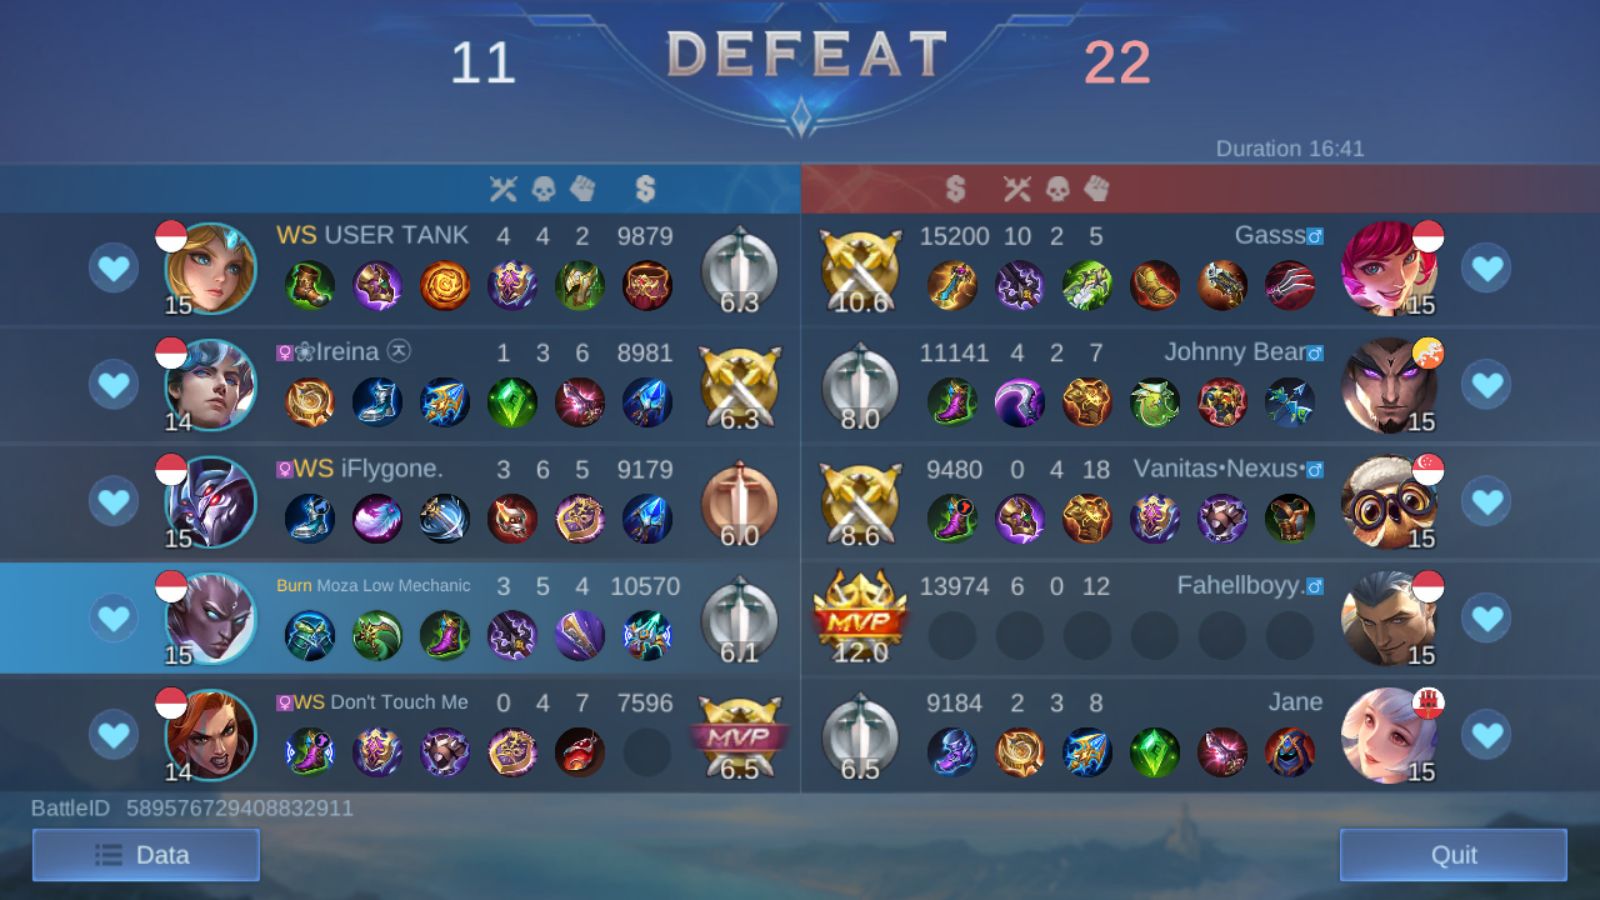 11 DEFEAT 22
Duration 16:41
WS USER TANK 4 4 2 9879
15 6.3
10.6 15200 10 2 5 Gasss♂
15
♀❀Ireina ㋛ 1 3 6 8981
14 6.3
8.0 11141 4 2 7 Johnny Bear♂
15
♀WS iFlygone. 3 6 5 9179
15 6.0
8.6 9480 0 4 18 Vanitas•Nexus•♂
15
Burn Moza Low Mechanic 3 5 4 10570
15 6.1
MVP 12.0 13974 6 0 12 Fahellboyy.♂
15
♀WS Don't Touch Me 0 4 7 7596
14 MVP 6.5
6.5 9184 2 3 8 Jane
15
BattleID 589576729408832911
Data
Quit